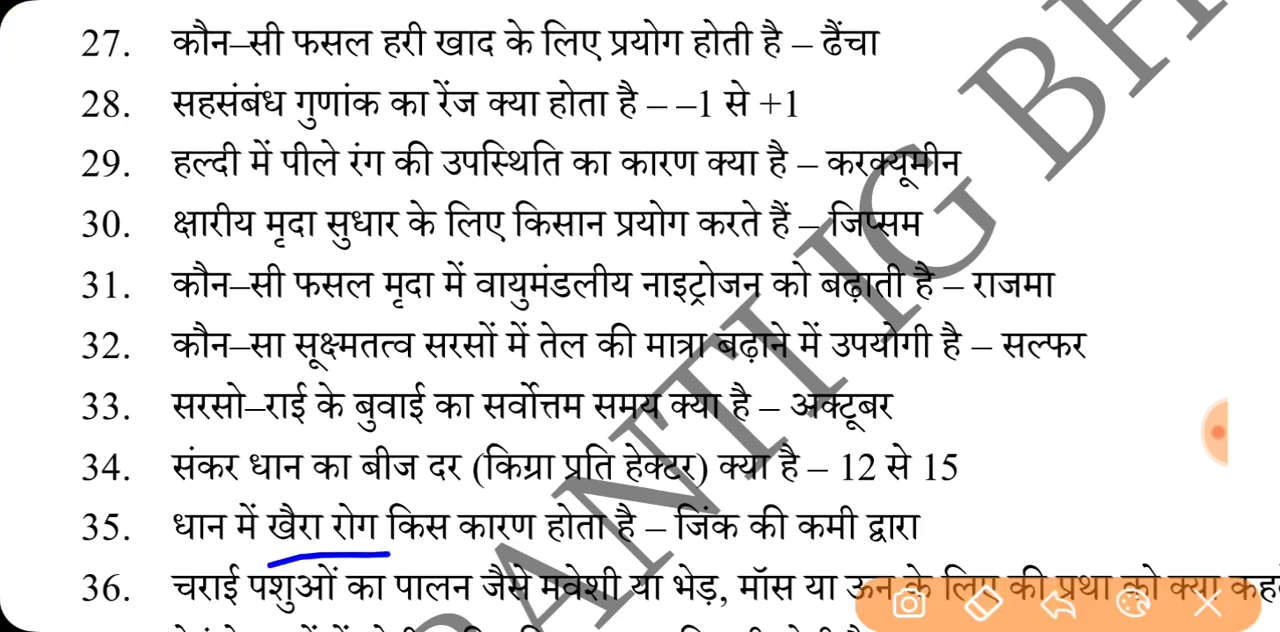 27. कौन–सी फसल हरी खाद के लिए प्रयोग होती है – ढैंचा
28. सहसंबंध गुणांक का रेंज क्या होता है – –1 से +1
29. हल्दी में पीले रंग की उपस्थिति का कारण क्या है – करक्यूमीन
30. क्षारीय मृदा सुधार के लिए किसान प्रयोग करते हैं – जिप्सम
31. कौन–सी फसल मृदा में वायुमंडलीय नाइट्रोजन को बढ़ाती है – राजमा
32. कौन–सा सूक्ष्मतत्व सरसों में तेल की मात्रा बढ़ाने में उपयोगी है – सल्फर
33. सरसो–राई के बुवाई का सर्वोत्तम समय क्या है – अक्टूबर
34. संकर धान का बीज दर (किग्रा प्रति हेक्टर) क्या है – 12 से 15
35. धान में खैरा रोग किस कारण होता है – जिंक की कमी द्वारा
36. चराई पशुओं का पालन जैसे मवेशी या भेड़, मॉस या ऊन के लिए की प्रथा को क्या